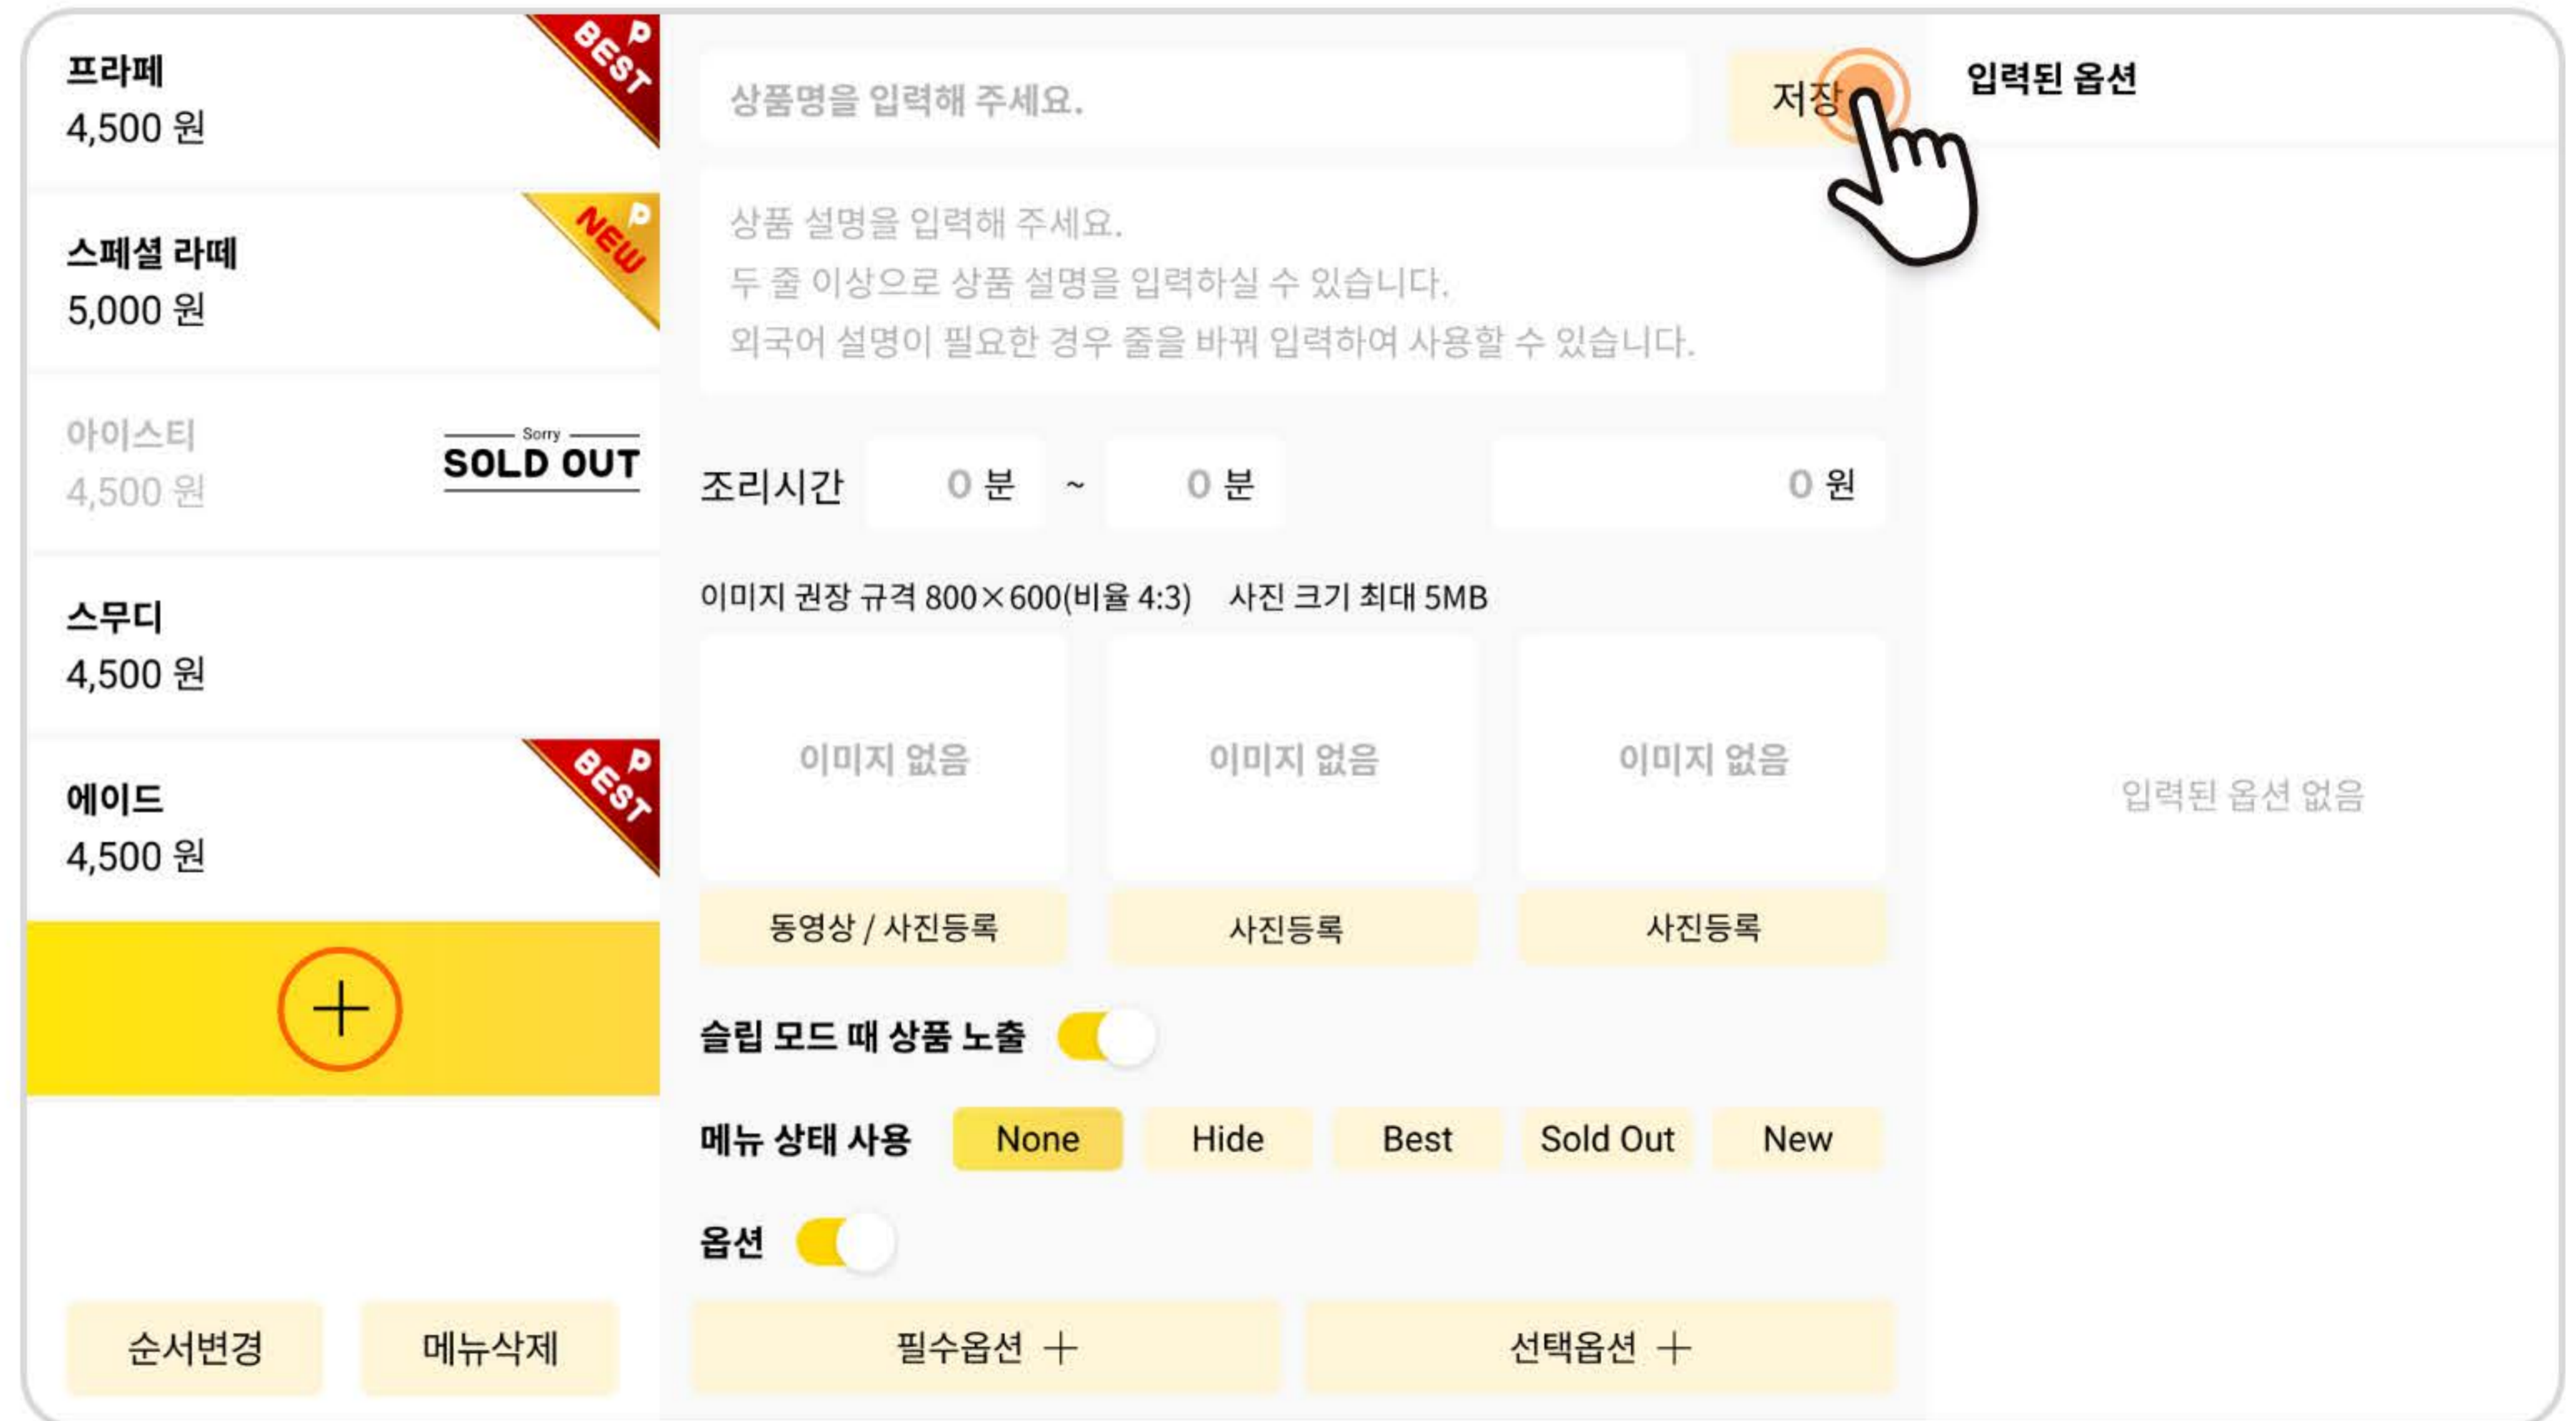 프라페
4,500 원
P
BEST
스페셜 라떼
5,000 원
P
NEW
아이스티
4,500 원
Sorry
SOLD OUT
스무디
4,500 원
에이드
4,500 원
P
BEST
+
순서변경
메뉴삭제
상품명을 입력해 주세요.
저장
상품 설명을 입력해 주세요.
두 줄 이상으로 상품 설명을 입력하실 수 있습니다.
외국어 설명이 필요한 경우 줄을 바꿔 입력하여 사용할 수 있습니다.
조리시간 0 분 ~ 0 분 0 원
이미지 권장 규격 800×600(비율 4:3) 사진 크기 최대 5MB
이미지 없음 이미지 없음 이미지 없음
동영상 / 사진등록 사진등록 사진등록
슬립 모드 때 상품 노출
메뉴 상태 사용 None Hide Best Sold Out New
옵션
필수옵션 + 선택옵션 +
입력된 옵션
입력된 옵션 없음